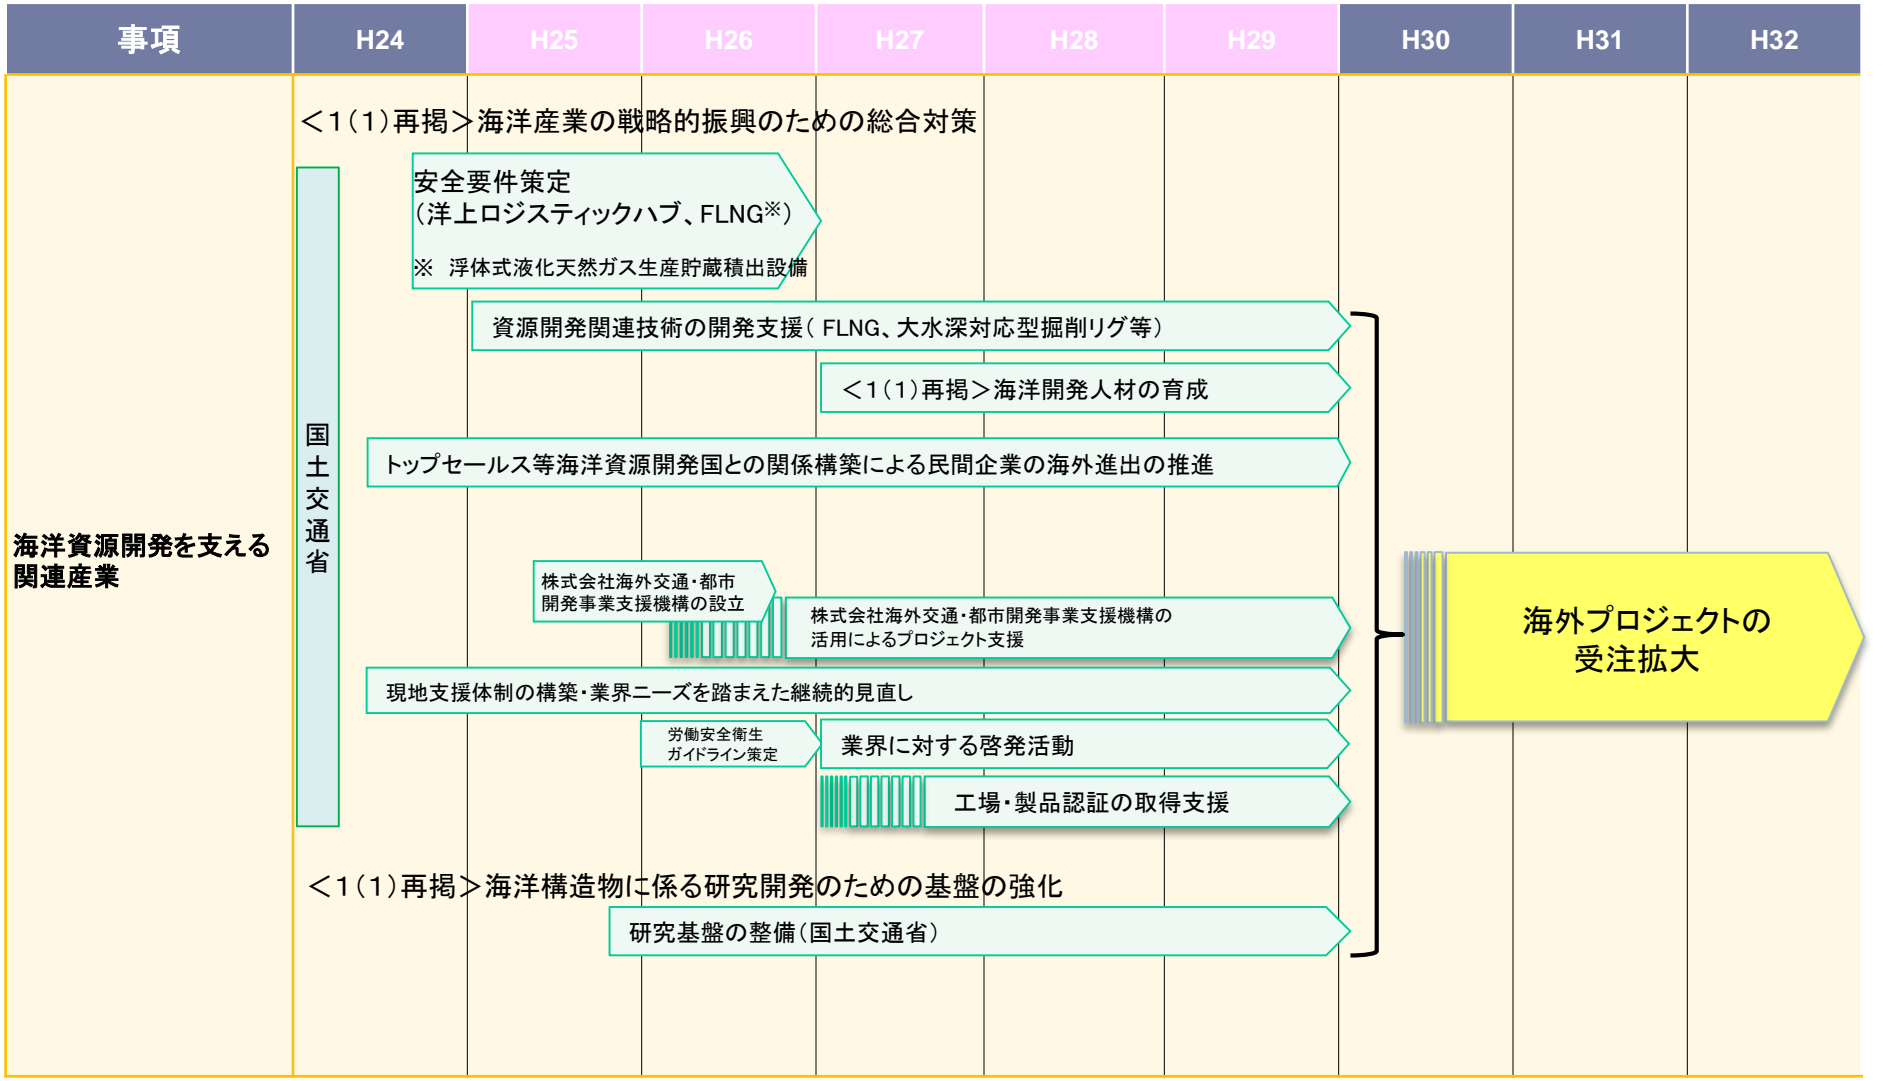 事項
H24
H25
H26
H27
H28
H29
H30
H31
H32
海洋資源開発を支える
関連産業
国土交通省
＜１(１)再掲＞海洋産業の戦略的振興のための総合対策
安全要件策定
（洋上ロジスティックハブ、FLNG※）
※　浮体式液化天然ガス生産貯蔵積出設備
資源開発関連技術の開発支援（ FLNG、大水深対応型掘削リグ等）
＜１(１)再掲＞海洋開発人材の育成
トップセールス等海洋資源開発国との関係構築による民間企業の海外進出の推進
株式会社海外交通・都市
開発事業支援機構の設立
株式会社海外交通・都市開発事業支援機構の
活用によるプロジェクト支援
現地支援体制の構築・業界ニーズを踏まえた継続的見直し
労働安全衛生
ガイドライン策定
業界に対する啓発活動
工場・製品認証の取得支援
＜１(１)再掲＞海洋構造物に係る研究開発のための基盤の強化
研究基盤の整備（国土交通省）
海外プロジェクトの
受注拡大